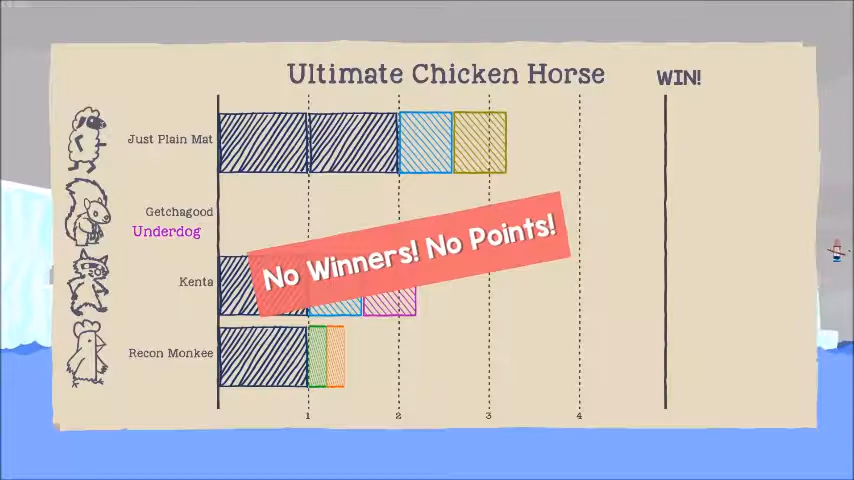 Ultimate Chicken Horse
WIN!
Just Plain Mat
Getchagood
Underdog
No Winners! No Points!
Kenta
Recon Monkee
1 2 3 4